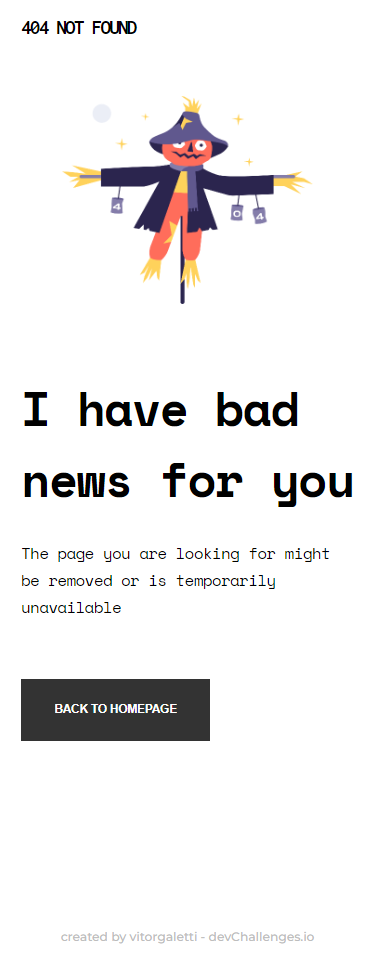 404 NOT FOUND
4
0 4
I have bad
news for you
The page you are looking for might
be removed or is temporarily
unavailable
BACK TO HOMEPAGE
created by vitorgaletti - devChallenges.io